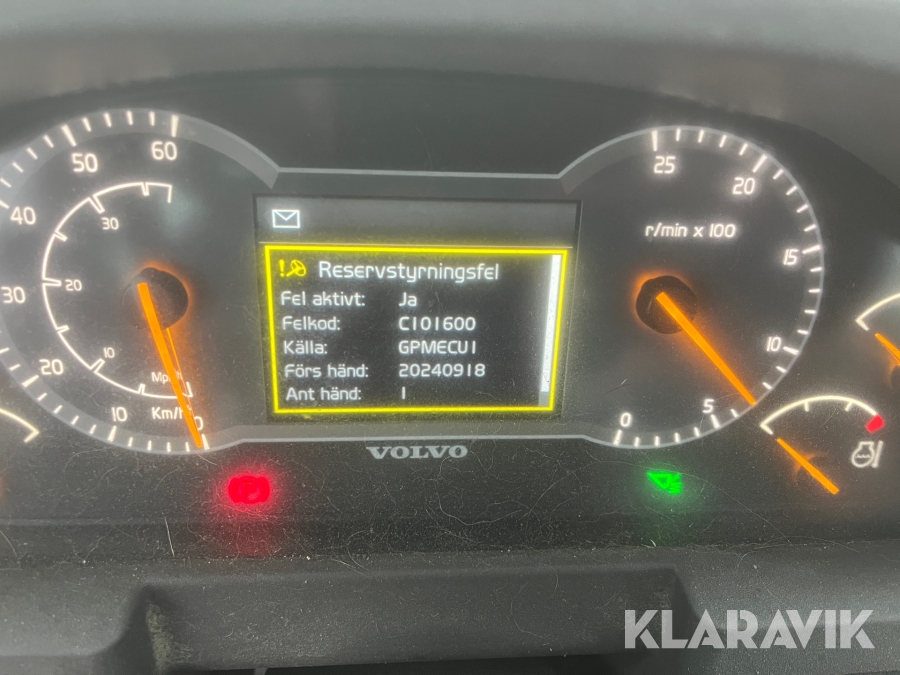 60
50
40
30
20
10
Km/h
0
30
20
10
Reservstyrningsfel
Fel aktivt: Ja
Felkod: C101600
Källa: GPMECU1
Förs händ: 20240918
Ant händ: 1
25
20
r/min x 100
15
10
5
0
VOLVO
KLARAVIK